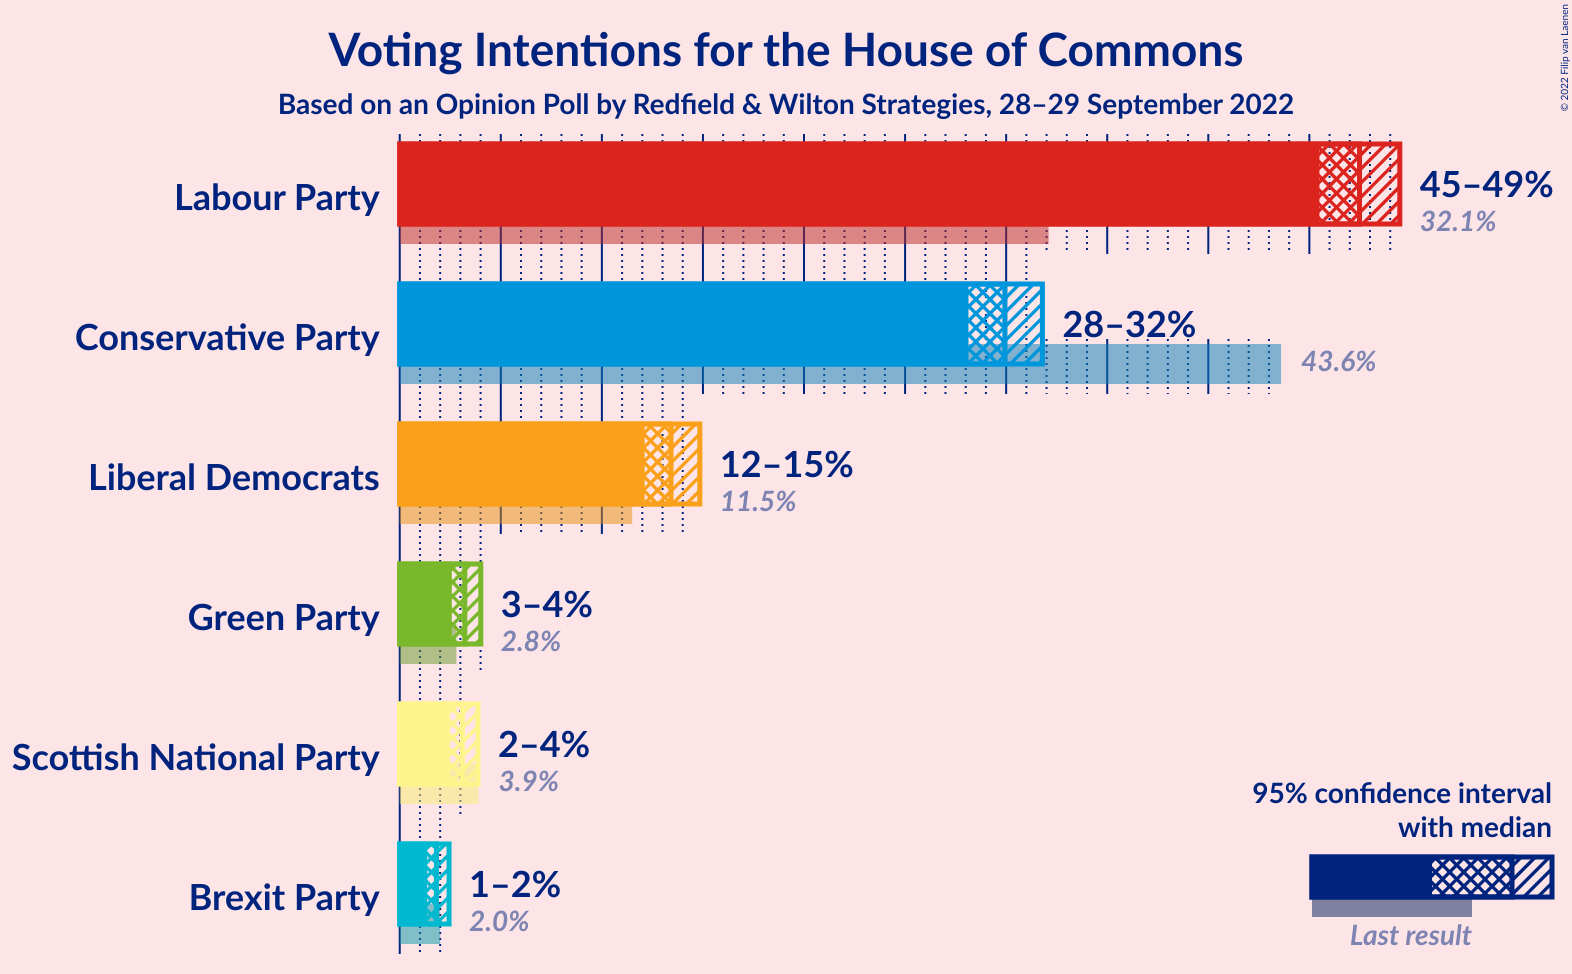 Voting Intentions for the House of Commons
Based on an Opinion Poll by Redfield & Wilton Strategies, 28–29 September 2022
© 2022 Filip van Laenen
Labour Party
45–49%
32.1%
Conservative Party
28–32%
43.6%
Liberal Democrats
12–15%
11.5%
Green Party
3–4%
2.8%
Scottish National Party
2–4%
3.9%
Brexit Party
1–2%
2.0%
95% confidence interval
with median
Last result